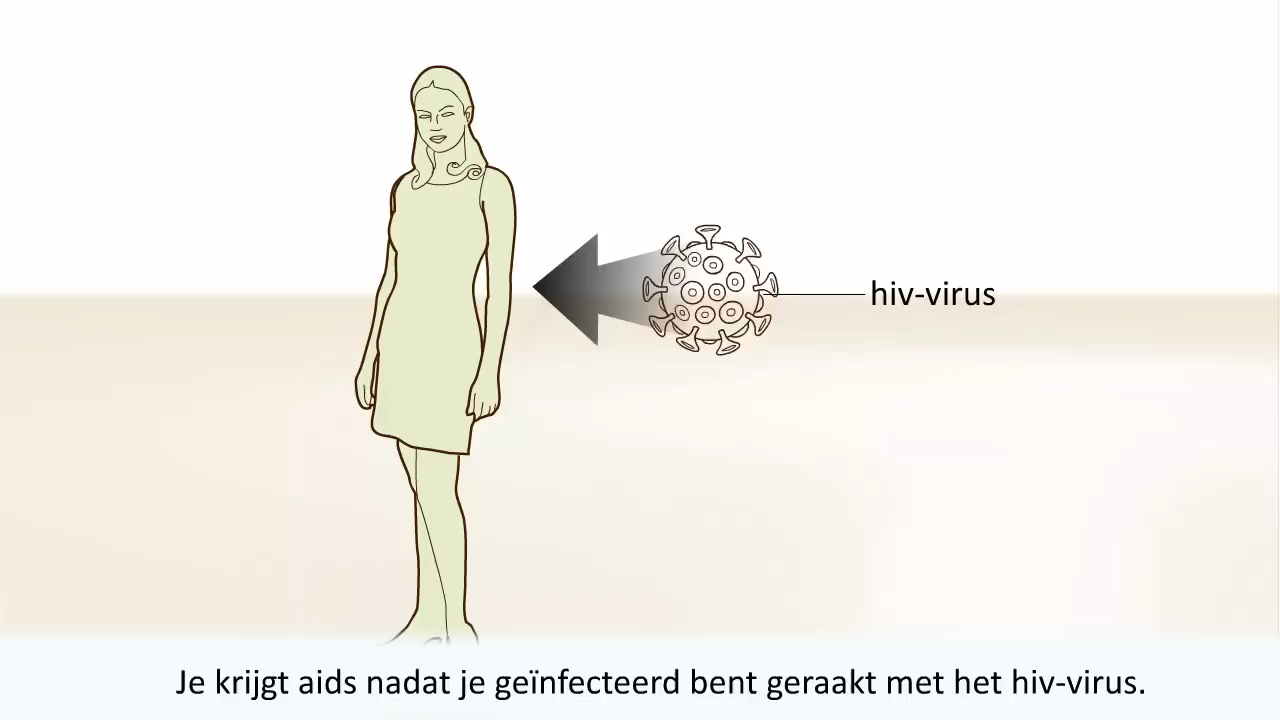 hiv-virus
Je krijgt aids nadat je geïnfecteerd bent geraakt met het hiv-virus.